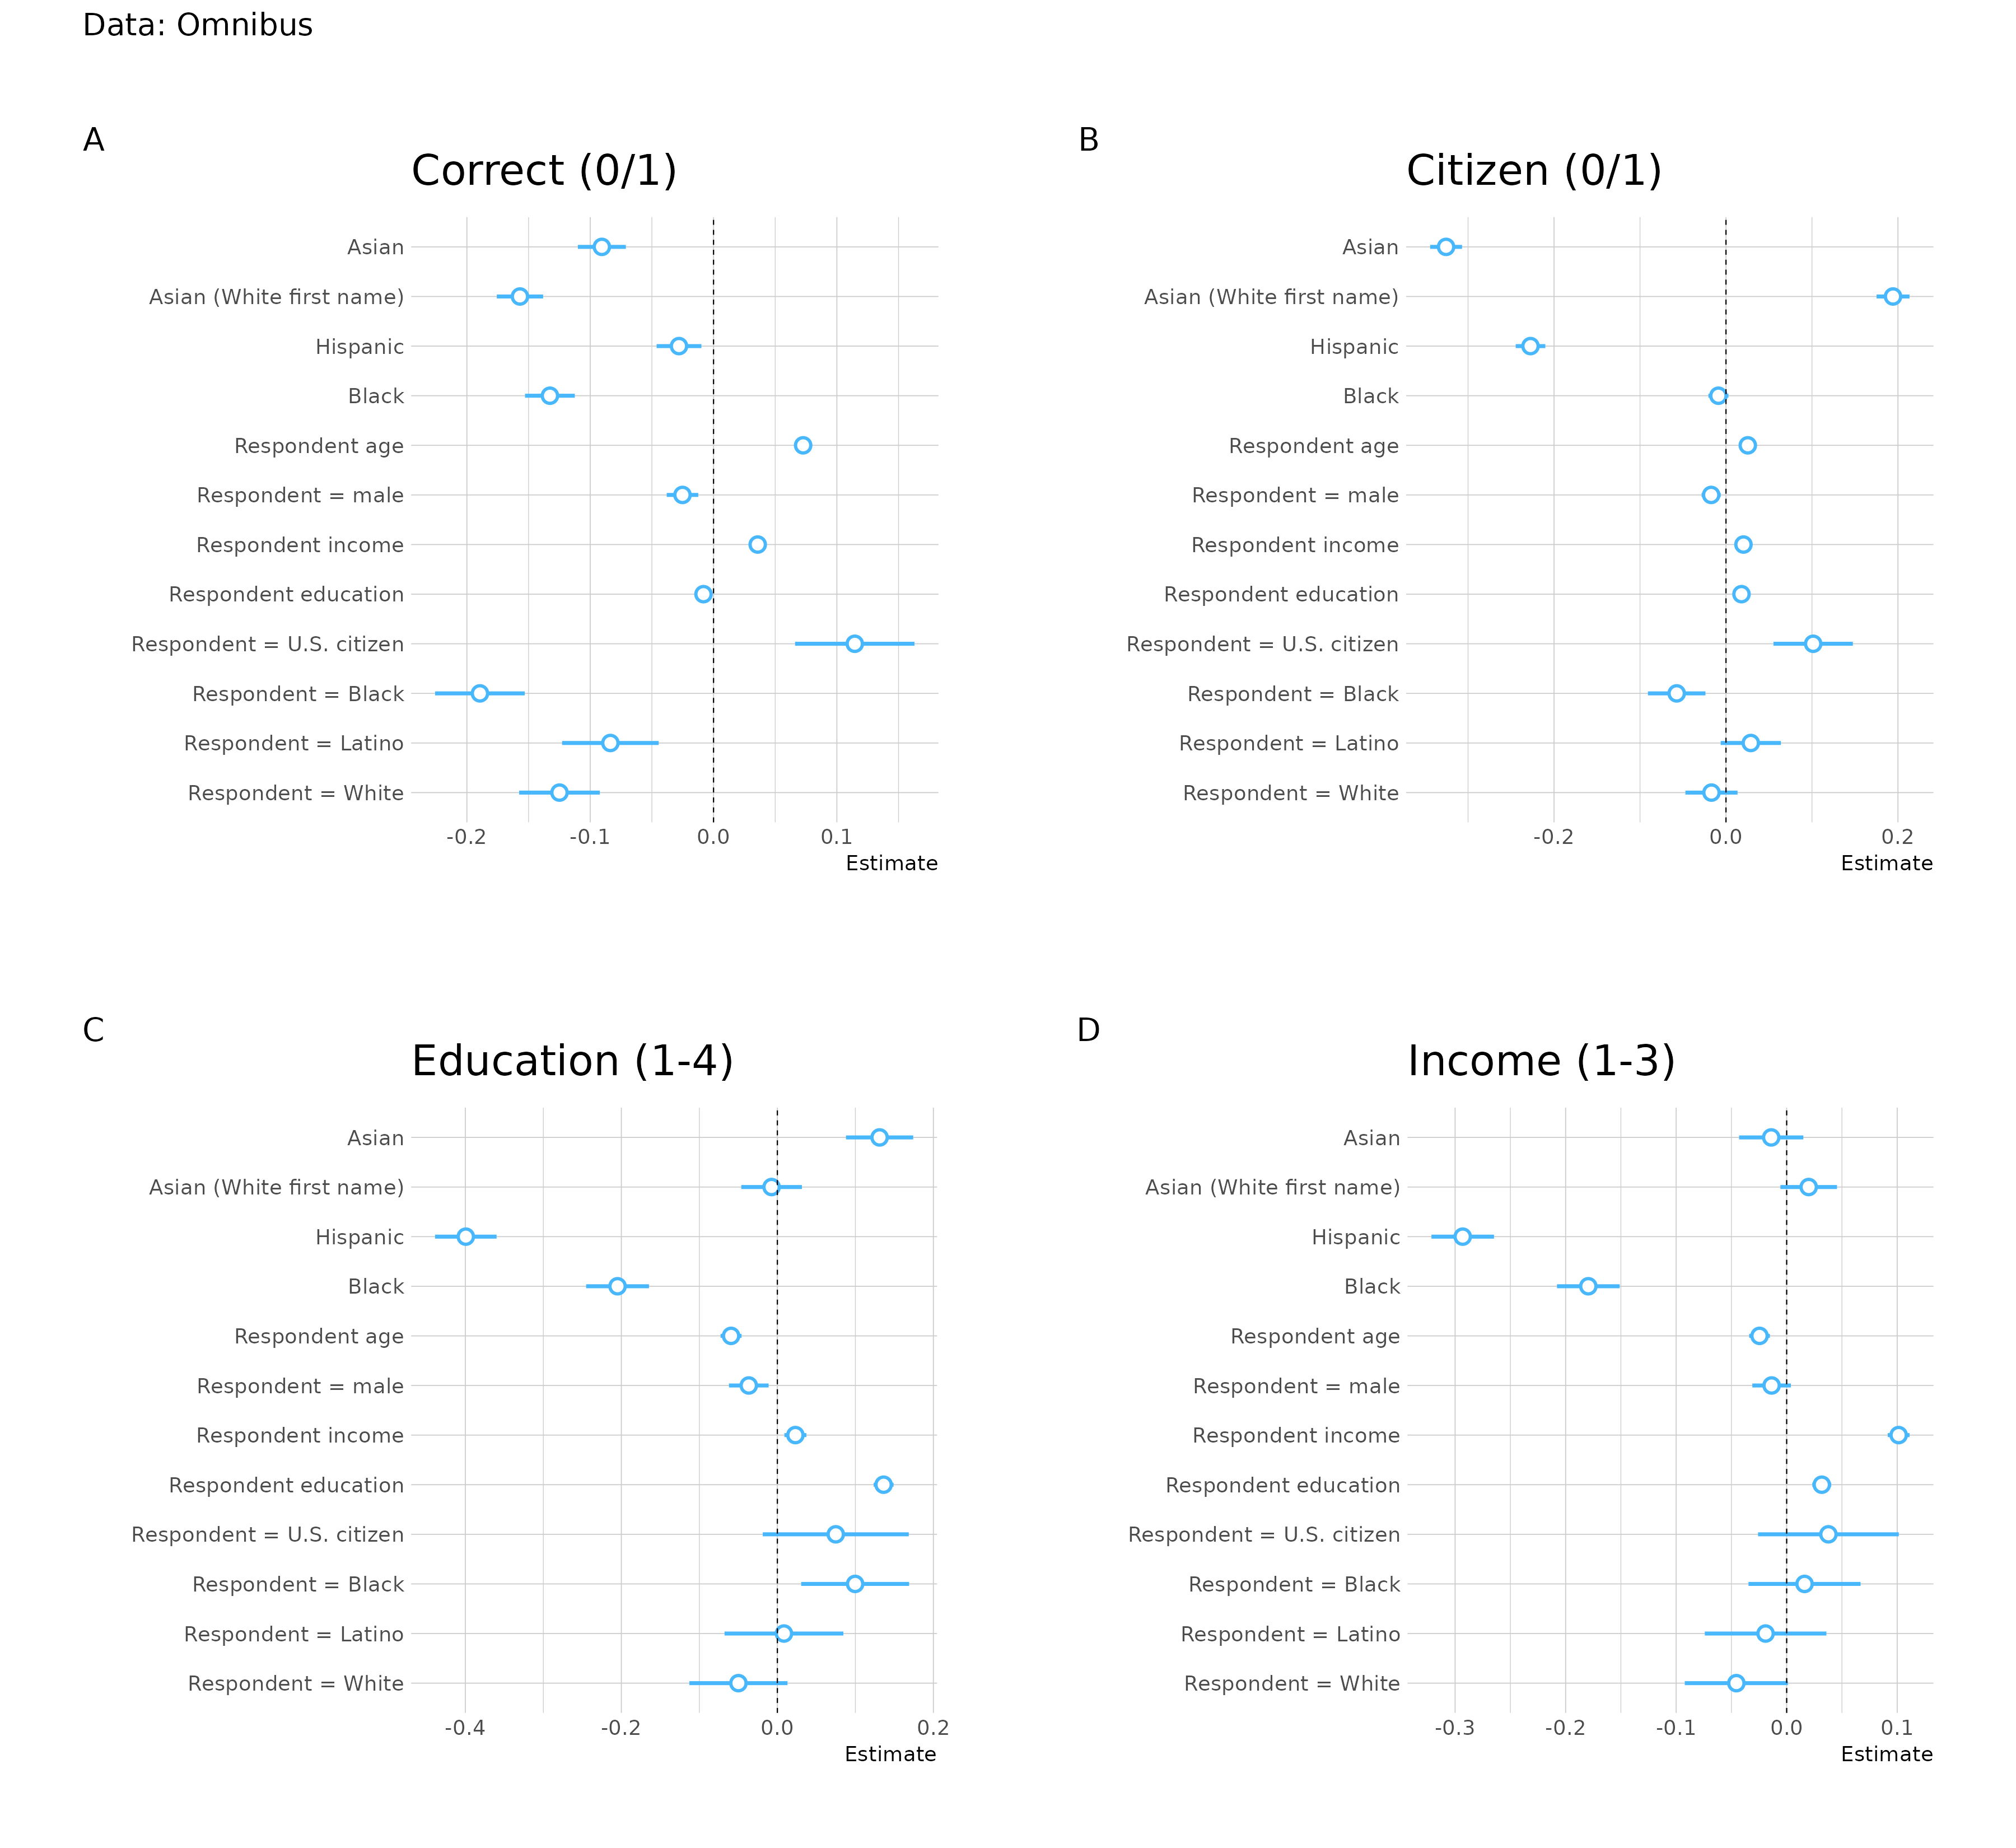 Data: Omnibus
A
Correct (0/1)
Asian
Asian (White first name)
Hispanic
Black
Respondent age
Respondent = male
Respondent income
Respondent education
Respondent = U.S. citizen
Respondent = Black
Respondent = Latino
Respondent = White
-0.2 -0.1 0.0 0.1
Estimate
B
Citizen (0/1)
Asian
Asian (White first name)
Hispanic
Black
Respondent age
Respondent = male
Respondent income
Respondent education
Respondent = U.S. citizen
Respondent = Black
Respondent = Latino
Respondent = White
-0.2 0.0 0.2
Estimate
C
Education (1-4)
Asian
Asian (White first name)
Hispanic
Black
Respondent age
Respondent = male
Respondent income
Respondent education
Respondent = U.S. citizen
Respondent = Black
Respondent = Latino
Respondent = White
-0.4 -0.2 0.0 0.2
Estimate
D
Income (1-3)
Asian
Asian (White first name)
Hispanic
Black
Respondent age
Respondent = male
Respondent income
Respondent education
Respondent = U.S. citizen
Respondent = Black
Respondent = Latino
Respondent = White
-0.3 -0.2 -0.1 0.0 0.1
Estimate